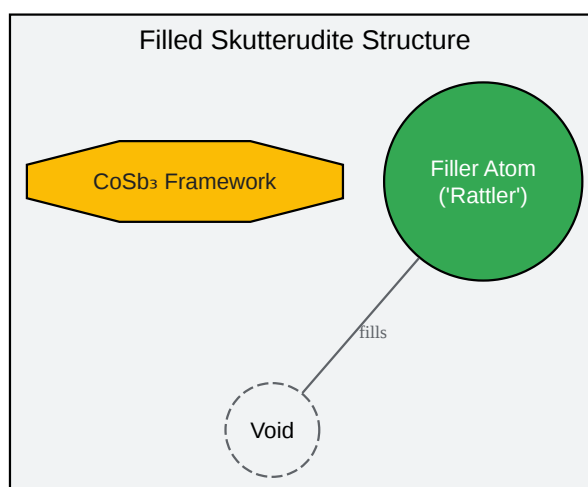 Filled Skutterudite Structure
CoSb₃ Framework
Filler Atom
('Rattler')
fills
Void